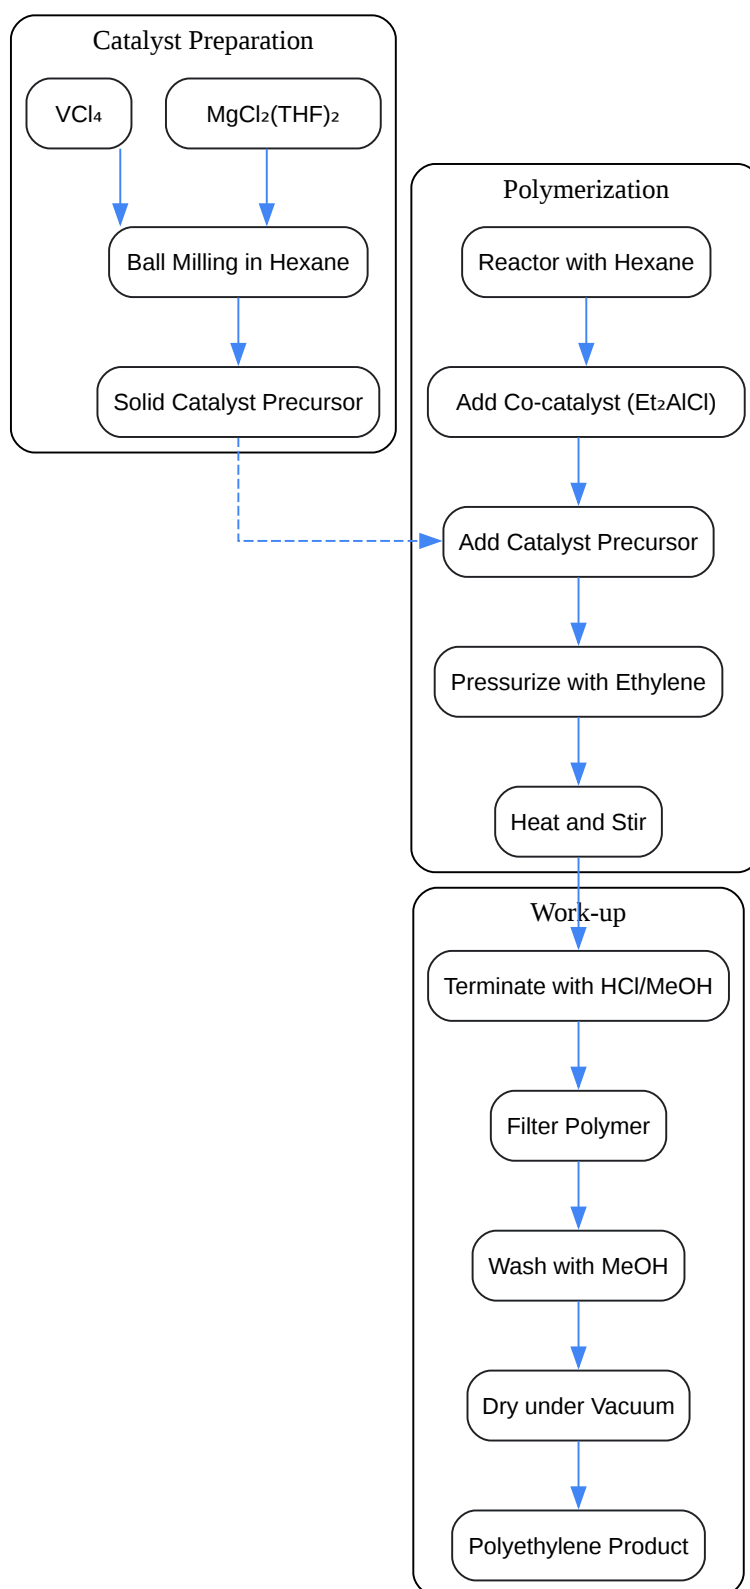 Catalyst Preparation
VCl₄
MgCl₂(THF)₂
Ball Milling in Hexane
Solid Catalyst Precursor
Polymerization
Reactor with Hexane
Add Co-catalyst (Et₂AlCl)
Add Catalyst Precursor
Pressurize with Ethylene
Heat and Stir
Work-up
Terminate with HCl/MeOH
Filter Polymer
Wash with MeOH
Dry under Vacuum
Polyethylene Product